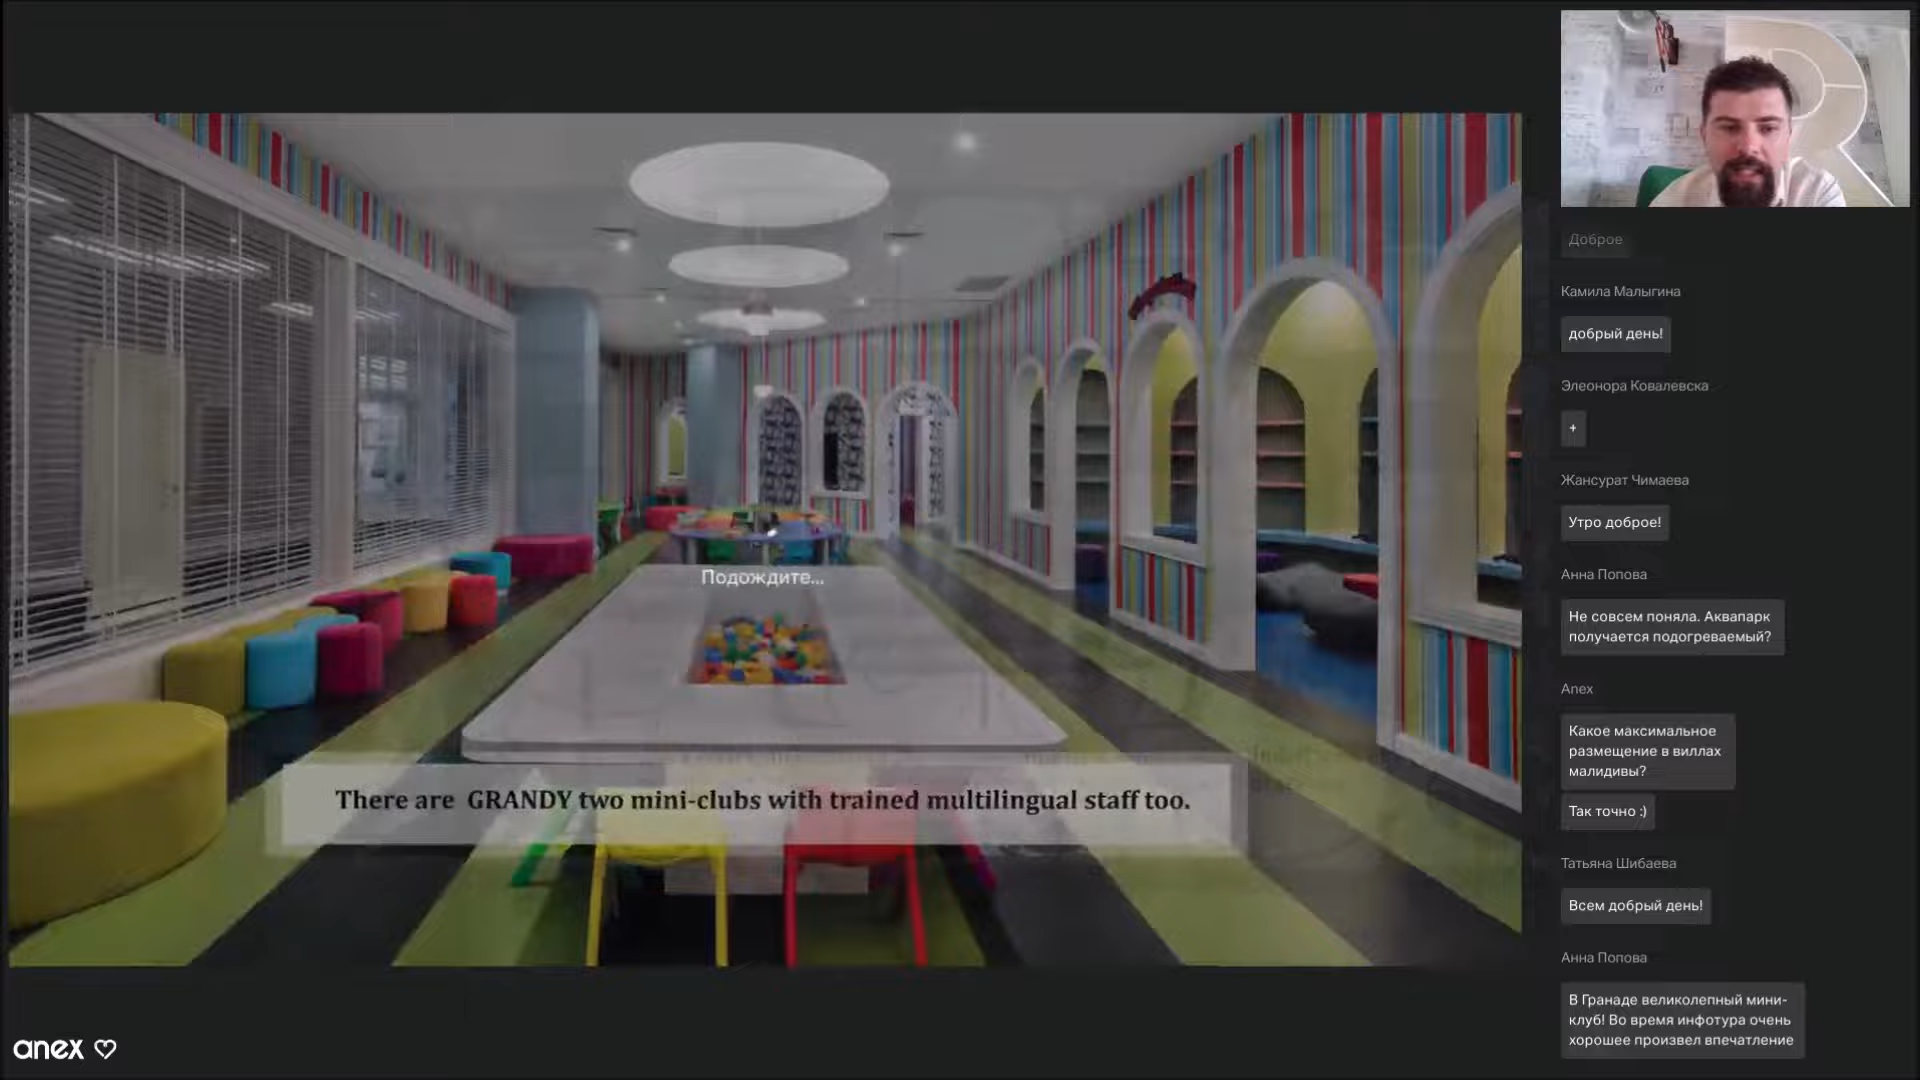 Подождите...
There are GRANDY two mini-clubs with trained multilingual staff too.
anex
Доброе
Камила Малыгина
добрый день!
Элеонора Ковалевска
+
Жансурат Чимаева
Утро доброе!
Анна Попова
Не совсем поняла. Аквапарк
получается подогреваемый?
Anex
Какое максимальное
размещение в виллах
малидивы?
Так точно :)
Татьяна Шибаева
Всем добрый день!
Анна Попова
В Гранаде великолепный мини-
клуб! Во время инфотура очень
хорошее произвел впечатление